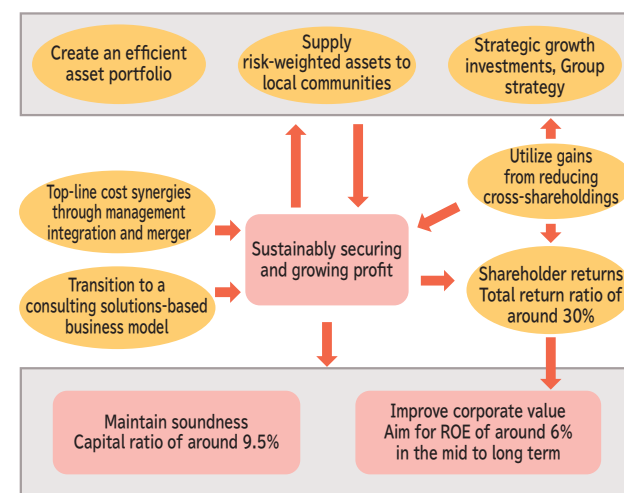 Create an efficient
asset portfolio
Supply
risk-weighted assets to
local communities
Strategic growth
investments, Group
strategy
Utilize gains
from reducing
cross-shareholdings
Top-line cost synergies
through management
integration and merger
Sustainably securing
and growing profit
Transition to a
consulting solutions-based
business model
Shareholder returns
Total return ratio of
around 30%
Maintain soundness
Capital ratio of around 9.5%
Improve corporate value
Aim for ROE of around 6%
in the mid to long term